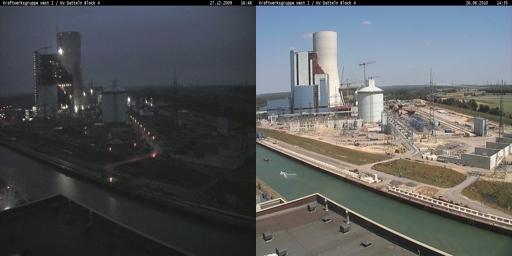 Kraftwerksgruppe west 2 / KW Datteln Block 4 27.12.2009 16:48
Kraftwerksgruppe west 2 / KW Datteln Block 4 26.06.2010 14:35